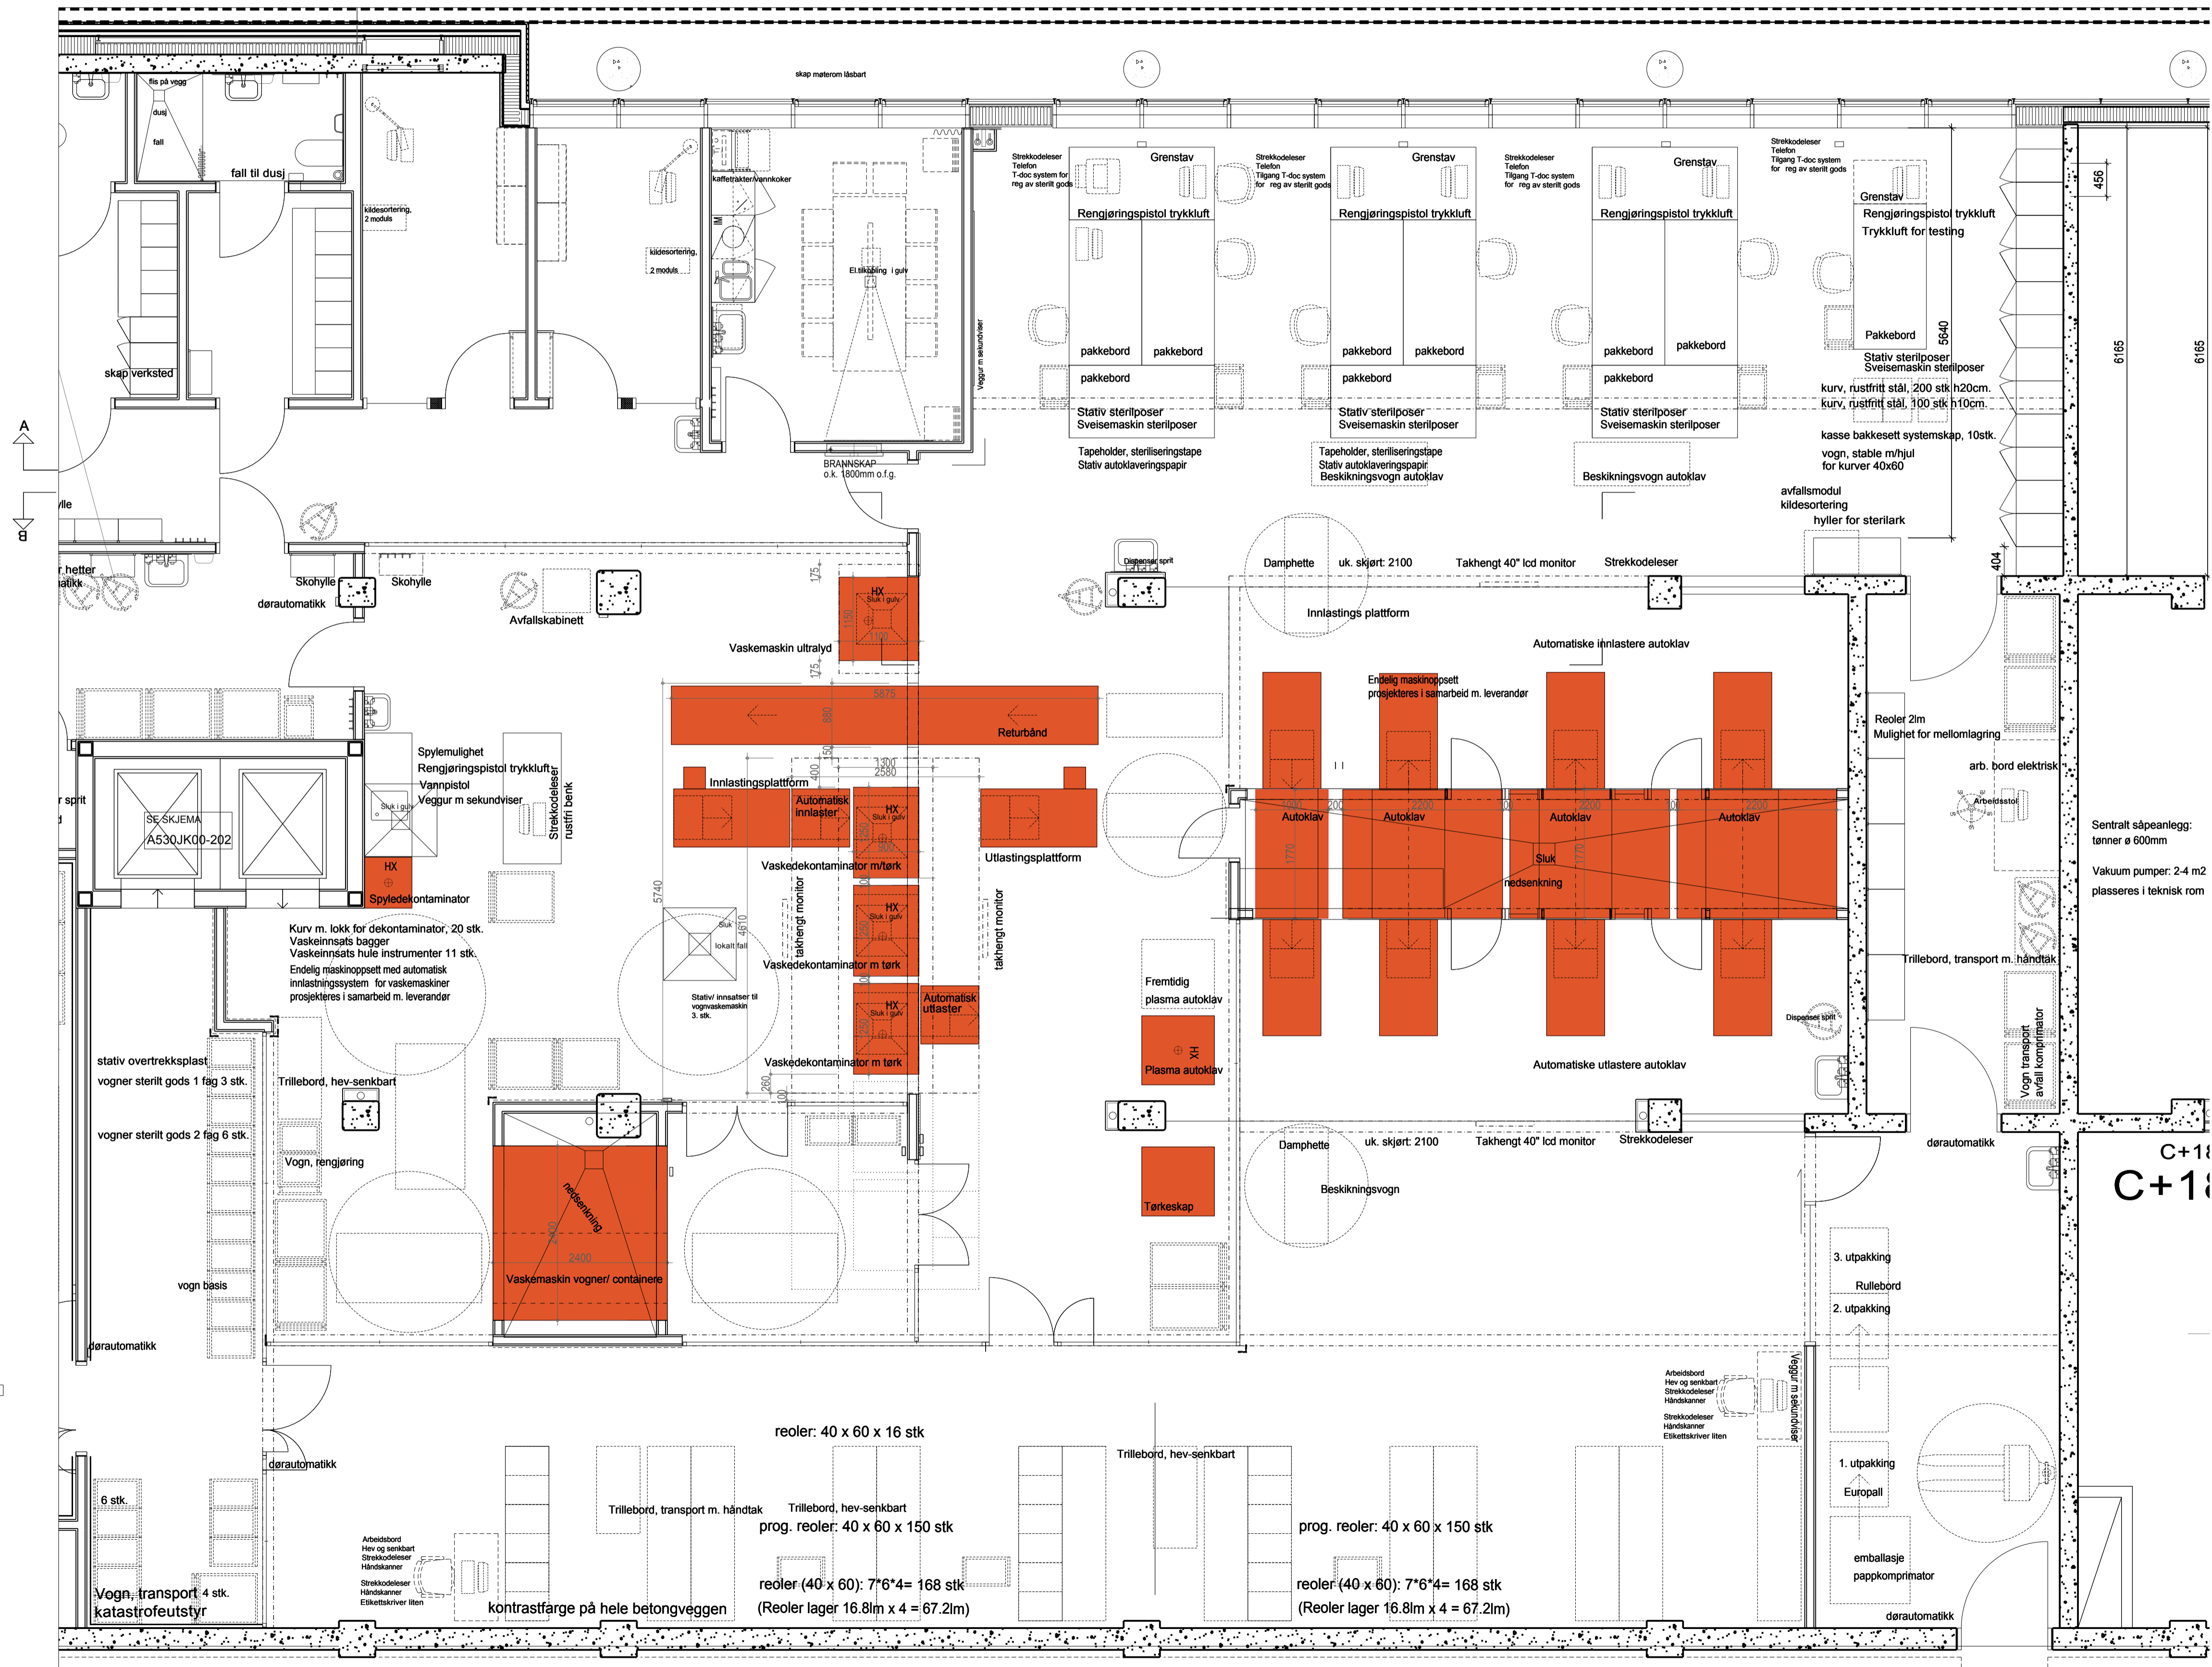 skap møterom låsbart
flis på vegg
dusj
fall
fall til dusj
kildesortering,
2 moduls
kildesortering,
2 moduls
skap verksted
kaffetrakter/vannkoker
El.tilkobling i gulv
Veggur m sekundviser
BRANNSKAP
o.k. 1800mm o.f.g.
Strekkodeleser
Telefon
T-doc system for
reg av sterilt gods
Grenstav
Rengjøringspistol trykkluft
pakkebord
pakkebord
pakkebord
Stativ sterilposer
Sveisemaskin sterilposer
Tapeholder, steriliseringstape
Stativ autoklaveringspapir
Strekkodeleser
Telefon
Tilgang T-doc system
for reg av sterilt gods
Grenstav
Rengjøringspistol trykkluft
pakkebord
pakkebord
pakkebord
Stativ sterilposer
Sveisemaskin sterilposer
Tapeholder, steriliseringstape
Stativ autoklaveringspapir
Beskikningsvogn autoklav
Strekkodeleser
Telefon
Tilgang T-doc system
for reg av sterilt gods
Grenstav
Rengjøringspistol trykkluft
pakkebord
pakkebord
pakkebord
Stativ sterilposer
Sveisemaskin sterilposer
Beskikningsvogn autoklav
Strekkodeleser
Telefon
Tilgang T-doc system
for reg av sterilt gods
Grenstav
Rengjøringspistol trykkluft
Trykkluft for testing
Pakkebord
Stativ sterilposer
Sveisemaskin sterilposer
kurv, rustfritt stål, 200 stk h20cm.
kurv, rustfritt stål, 100 stk h10cm.
kasse bakkesett systemskap, 10stk.
vogn, stable m/hjul
for kurver 40x60
avfallsmodul
kildesortering
hyller for sterilark
5640
456
6165
6165
404
A
B
Skohylle
Skohylle
dørautomatikk
Avfallskabinett
HX
Sluk i gulv
175
1150
1100
175
Vaskemaskin ultralyd
Dispenser sprit
Damphette
uk. skjørt: 2100
Takhengt 40" lcd monitor
Strekkodeleser
Innlastings plattform
Automatiske innlastere autoklav
Endelig maskinoppsett
prosjekteres i samarbeid m. leverandør
5875
880
150
Returbånd
Spylemulighet
Rengjøringspistol trykkluft
Vannpistol
Veggur m sekundviser
Sluk i gulv
Strekkodeleser
rustfri benk
SE SKJEMA
A530JK00-202
HX
Spyledekontaminator
Innlastingsplattform
400
1300
2580
Automatisk
innlaster
HX
Sluk i gulv
900
Vaskedekontaminator m/tørk
Utlastingsplattform
HX
Sluk i gulv
Vaskedekontaminator m tørk
HX
Sluk i gulv
Vaskedekontaminator m tørk
Automatisk
utlaster
takhengt monitor
takhengt monitor
5740
4610
260
100
Sluk
lokalt fall
Stativ/ innsatser til
vognvaskemaskin
3. stk.
Kurv m. lokk for dekontaminator, 20 stk.
Vaskeinnsats bagger
Vaskeinnsats hule instrumenter 11 stk.
Endelig maskinoppsett med automatisk
innlastningssystem for vaskemaskiner
prosjekteres i samarbeid m. leverandør
Autoklav
Autoklav
Autoklav
Autoklav
2200
2200
2200
1770
1770
Sluk
nedsenkning
Reoler 2lm
Mulighet for mellomlagring
arb. bord elektrisk
Arbeidsstol
Sentralt såpeanlegg:
tønner ø 600mm
Vakuum pumper: 2-4 m2
plasseres i teknisk rom
Trillebord, transport m. håndtak
Dispenser sprit
Vogn transport
avfall komprimator
Fremtidig
plasma autoklav
HX
Plasma autoklav
Tørkeskap
Automatiske utlastere autoklav
Damphette
uk. skjørt: 2100
Takhengt 40" lcd monitor
Strekkodeleser
Beskikningsvogn
dørautomatikk
stativ overtrekksplast
vogner sterilt gods 1 fag 3 stk.
vogner sterilt gods 2 fag 6 stk.
vogn basis
Trillebord, hev-senkbart
Vogn, rengjøring
nedsenkning
2400
2400
Vaskemaskin vogner/ containere
dørautomatikk
dørautomatikk
6 stk.
Vogn, transport 4 stk.
katastrofeutstyr
Arbeidsbord
Hev og senkbart
Strekkodeleser
Håndskanner
Strekkodeleser
Håndskanner
Etikettskriver liten
reoler: 40 x 60 x 16 stk
Trillebord, transport m. håndtak
Trillebord, hev-senkbart
prog. reoler: 40 x 60 x 150 stk
reoler (40 x 60): 7*6*4= 168 stk
(Reoler lager 16.8lm x 4 = 67.2lm)
kontrastfarge på hele betongveggen
Trillebord, hev-senkbart
prog. reoler: 40 x 60 x 150 stk
reoler (40 x 60): 7*6*4= 168 stk
(Reoler lager 16.8lm x 4 = 67.2lm)
Arbeidsbord
Hev og senkbart
Strekkodeleser
Håndskanner
Strekkodeleser
Håndskanner
Etikettskriver liten
Veggur m sekundviser
3. utpakking
Rullebord
2. utpakking
1. utpakking
Europall
emballasje
pappkomprimator
dørautomatikk